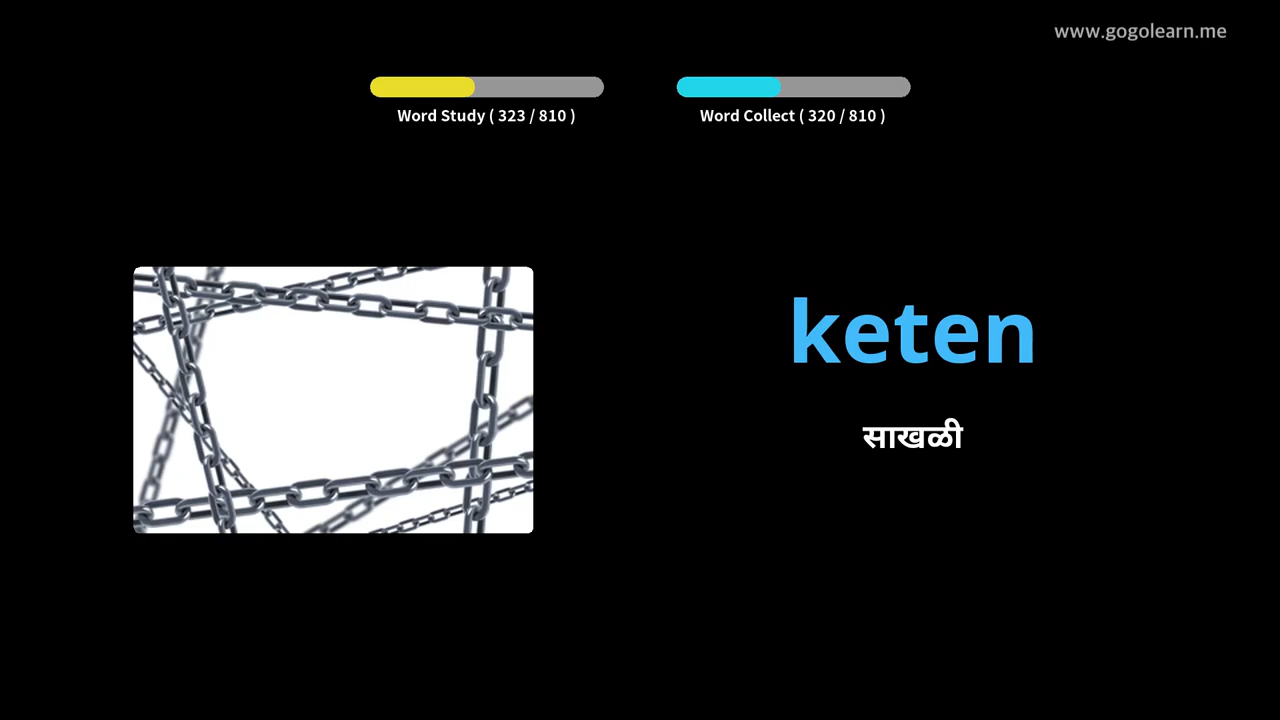 www.gogolearn.me
Word Study ( 323 / 810 )
Word Collect ( 320 / 810 )
keten
साखळी